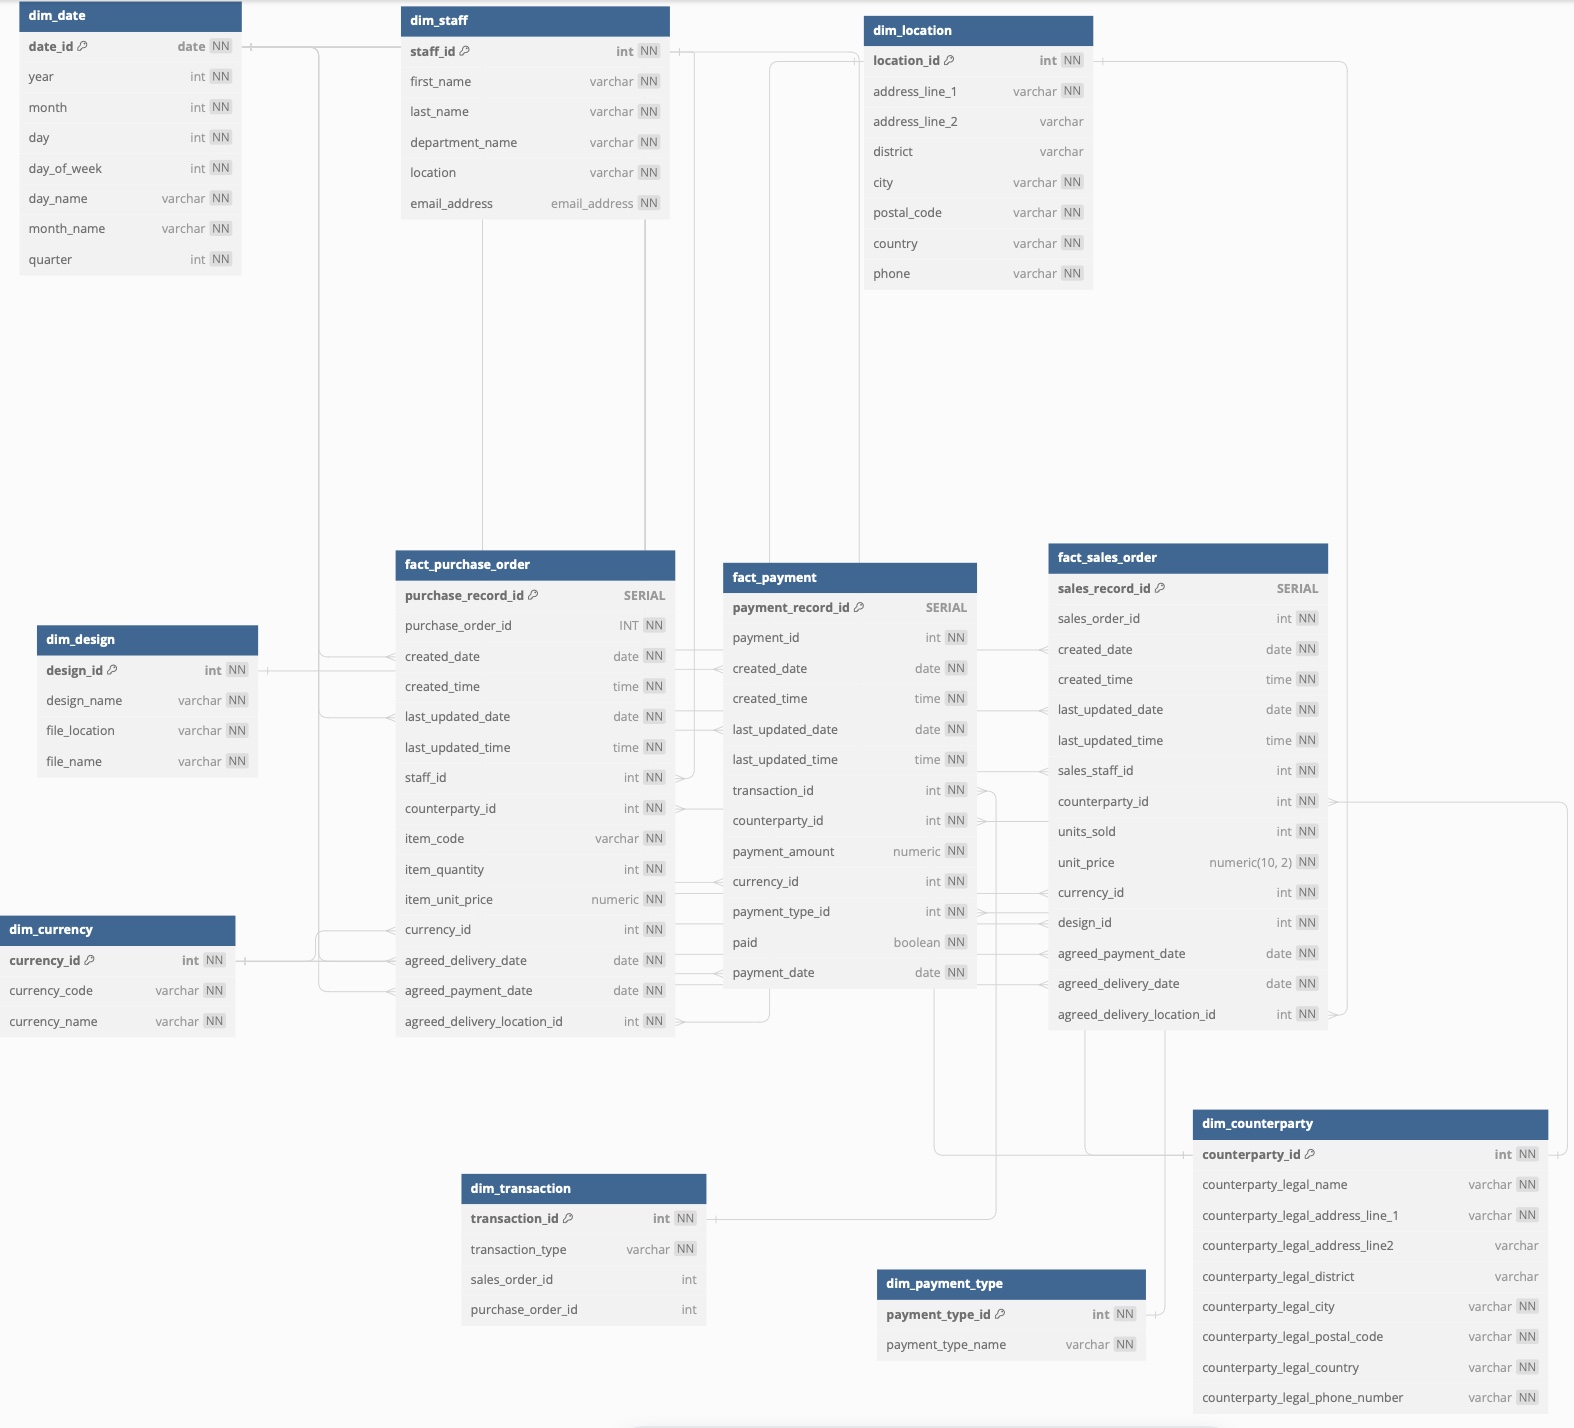 dim_date
date_id date NN
year int NN
month int NN
day int NN
day_of_week int NN
day_name varchar NN
month_name varchar NN
quarter int NN
dim_staff
staff_id int NN
first_name varchar NN
last_name varchar NN
department_name varchar NN
location varchar NN
email_address email_address NN
dim_location
location_id int NN
address_line_1 varchar NN
address_line_2 varchar
district varchar
city varchar NN
postal_code varchar NN
country varchar NN
phone varchar NN
dim_design
design_id int NN
design_name varchar NN
file_location varchar NN
file_name varchar NN
dim_currency
currency_id int NN
currency_code varchar NN
currency_name varchar NN
fact_purchase_order
purchase_record_id SERIAL
purchase_order_id INT NN
created_date date NN
created_time time NN
last_updated_date date NN
last_updated_time time NN
staff_id int NN
counterparty_id int NN
item_code varchar NN
item_quantity int NN
item_unit_price numeric NN
currency_id int NN
agreed_delivery_date date NN
agreed_payment_date date NN
agreed_delivery_location_id int NN
fact_payment
payment_record_id SERIAL
payment_id int NN
created_date date NN
created_time time NN
last_updated_date date NN
last_updated_time time NN
transaction_id int NN
counterparty_id int NN
payment_amount numeric NN
currency_id int NN
payment_type_id int NN
paid boolean NN
payment_date date NN
fact_sales_order
sales_record_id SERIAL
sales_order_id int NN
created_date date NN
created_time time NN
last_updated_date date NN
last_updated_time time NN
sales_staff_id int NN
counterparty_id int NN
units_sold int NN
unit_price numeric(10, 2) NN
currency_id int NN
design_id int NN
agreed_payment_date date NN
agreed_delivery_date date NN
agreed_delivery_location_id int NN
dim_transaction
transaction_id int NN
transaction_type varchar NN
sales_order_id int
purchase_order_id int
dim_payment_type
payment_type_id int NN
payment_type_name varchar NN
dim_counterparty
counterparty_id int NN
counterparty_legal_name varchar NN
counterparty_legal_address_line_1 varchar NN
counterparty_legal_address_line2 varchar
counterparty_legal_district varchar
counterparty_legal_city varchar NN
counterparty_legal_postal_code varchar NN
counterparty_legal_country varchar NN
counterparty_legal_phone_number varchar NN